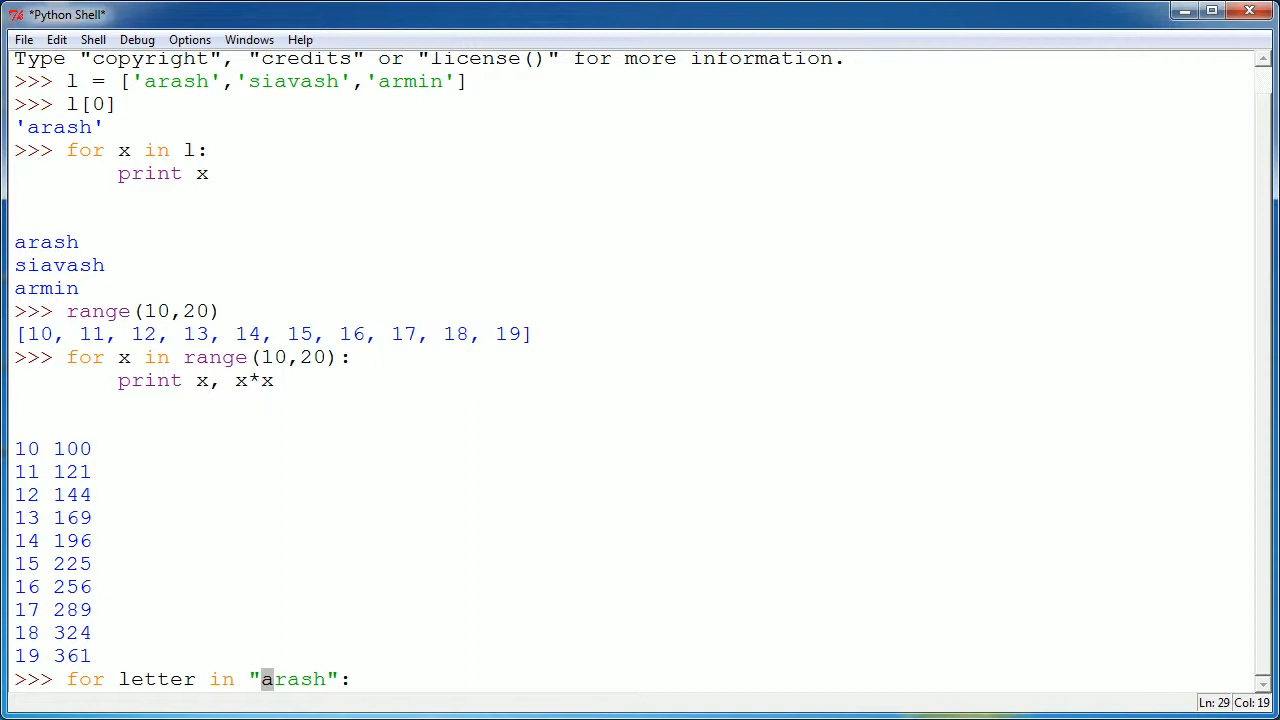 *Python Shell*
File Edit Shell Debug Options Windows Help
Type "copyright", "credits" or "license()" for more information.
>>> l = ['arash','siavash','armin']
>>> l[0]
'arash'
>>> for x in l:
        print x
arash
siavash
armin
>>> range(10,20)
[10, 11, 12, 13, 14, 15, 16, 17, 18, 19]
>>> for x in range(10,20):
        print x, x*x
10 100
11 121
12 144
13 169
14 196
15 225
16 256
17 289
18 324
19 361
>>> for letter in "arash":
Ln: 29 Col: 19